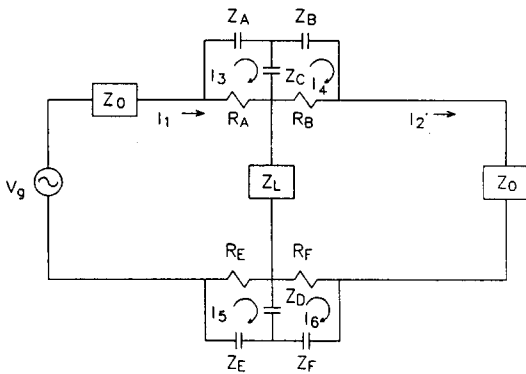 ZA ZB
I3 ZC I4
Z0
I1 RA RB I2
Vg
ZL
Z0
RE RF
I5 ZD I6
ZE ZF